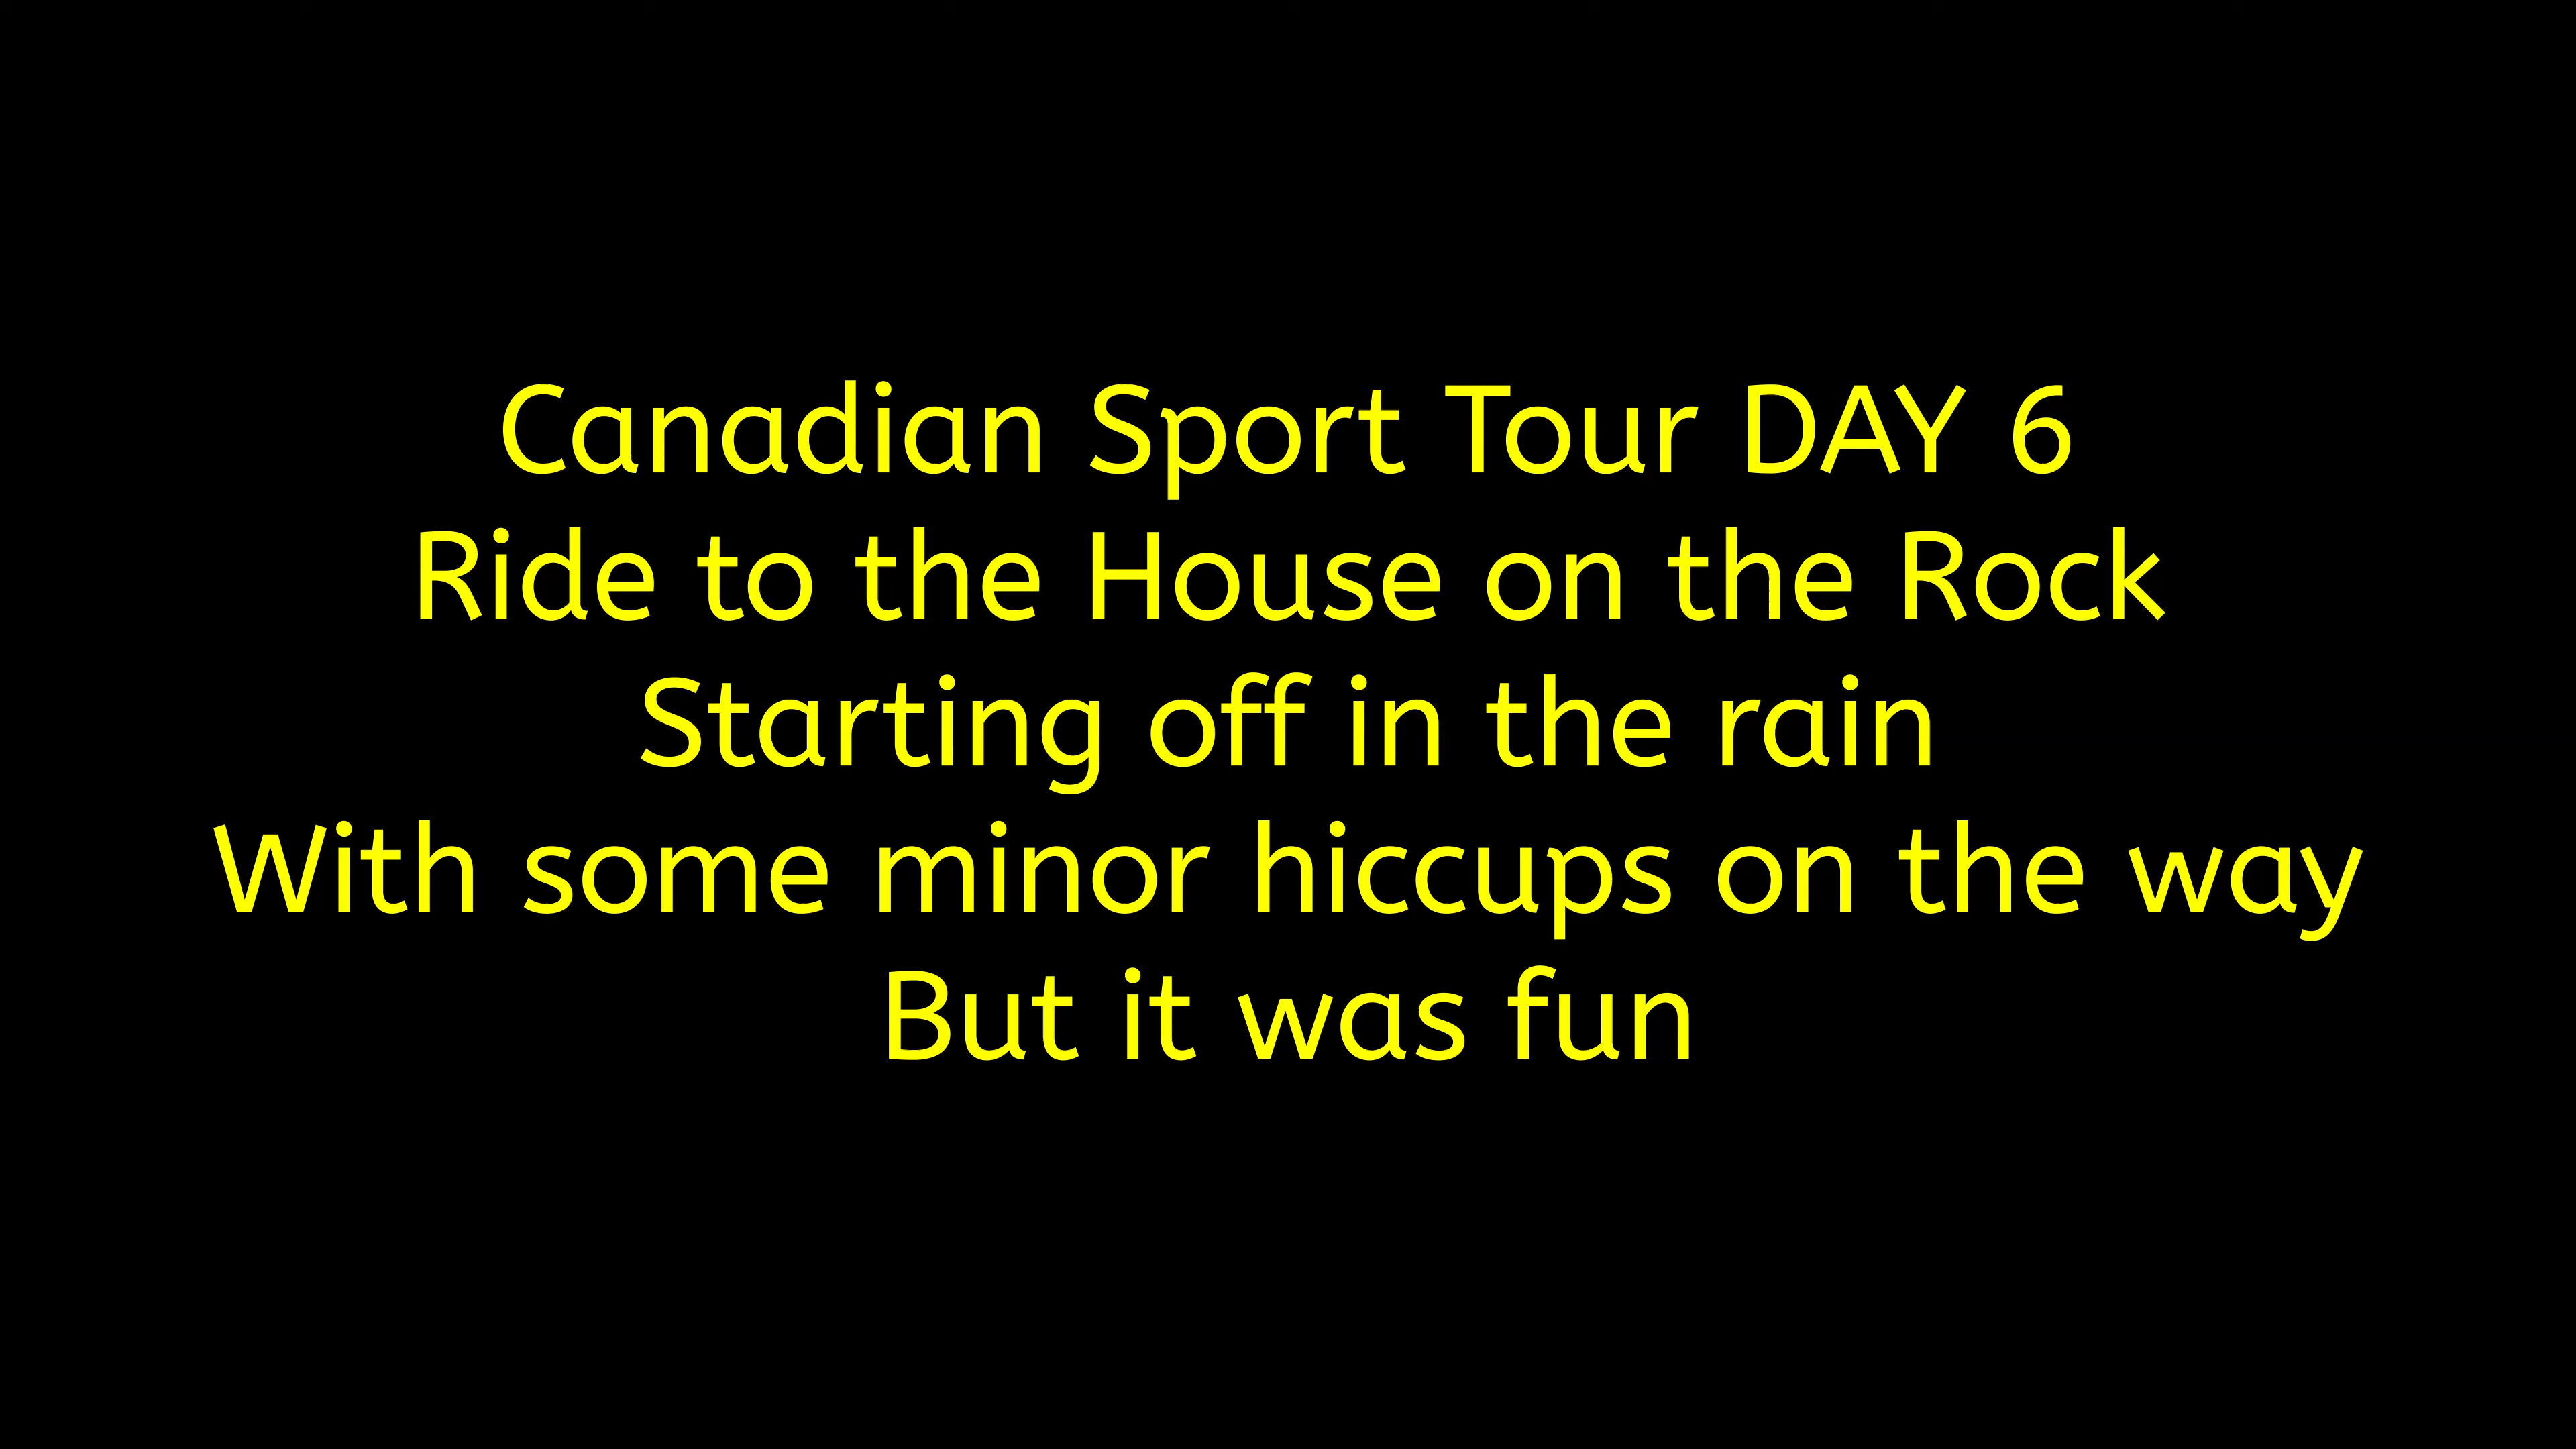 Canadian Sport Tour DAY 6
Ride to the House on the Rock
Starting off in the rain
With some minor hiccups on the way
But it was fun